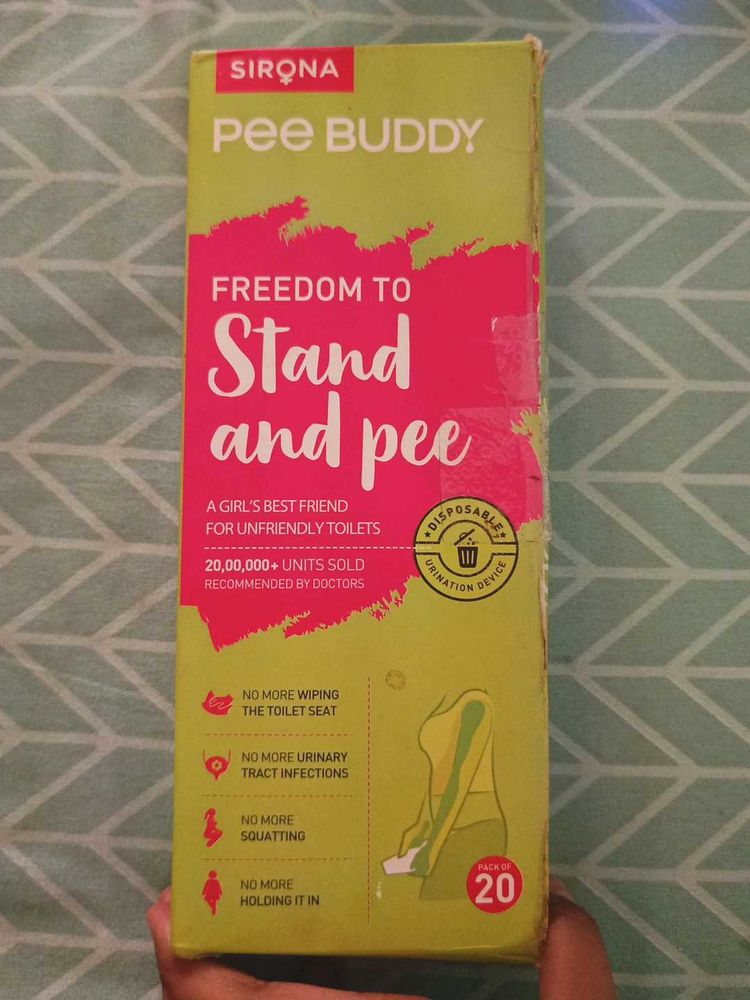 SIRONA
Pee BUDDY
FREEDOM TO
Stand
and pee
A GIRL'S BEST FRIEND
FOR UNFRIENDLY TOILETS
20,00,000+ UNITS SOLD
RECOMMENDED BY DOCTORS
DISPOSABLE
URINATION DEVICE
NO MORE WIPING
THE TOILET SEAT
NO MORE URINARY
TRACT INFECTIONS
NO MORE
SQUATTING
NO MORE
HOLDING IT IN
PACK OF
20